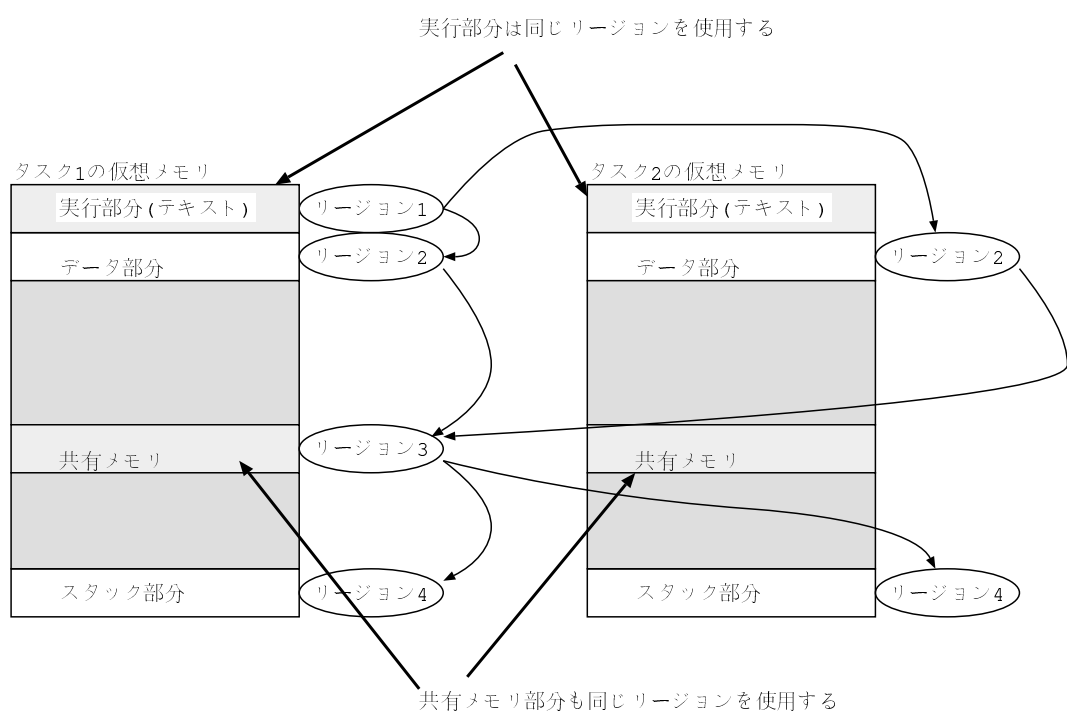 実行部分は同じリージョンを使用する
タスク1の仮想メモリ
タスク2の仮想メモリ
実行部分(テキスト)
リージョン1
実行部分(テキスト)
データ部分
リージョン2
データ部分
リージョン2
共有メモリ
リージョン3
共有メモリ
スタック部分
リージョン4
スタック部分
リージョン4
共有メモリ部分も同じリージョンを使用する